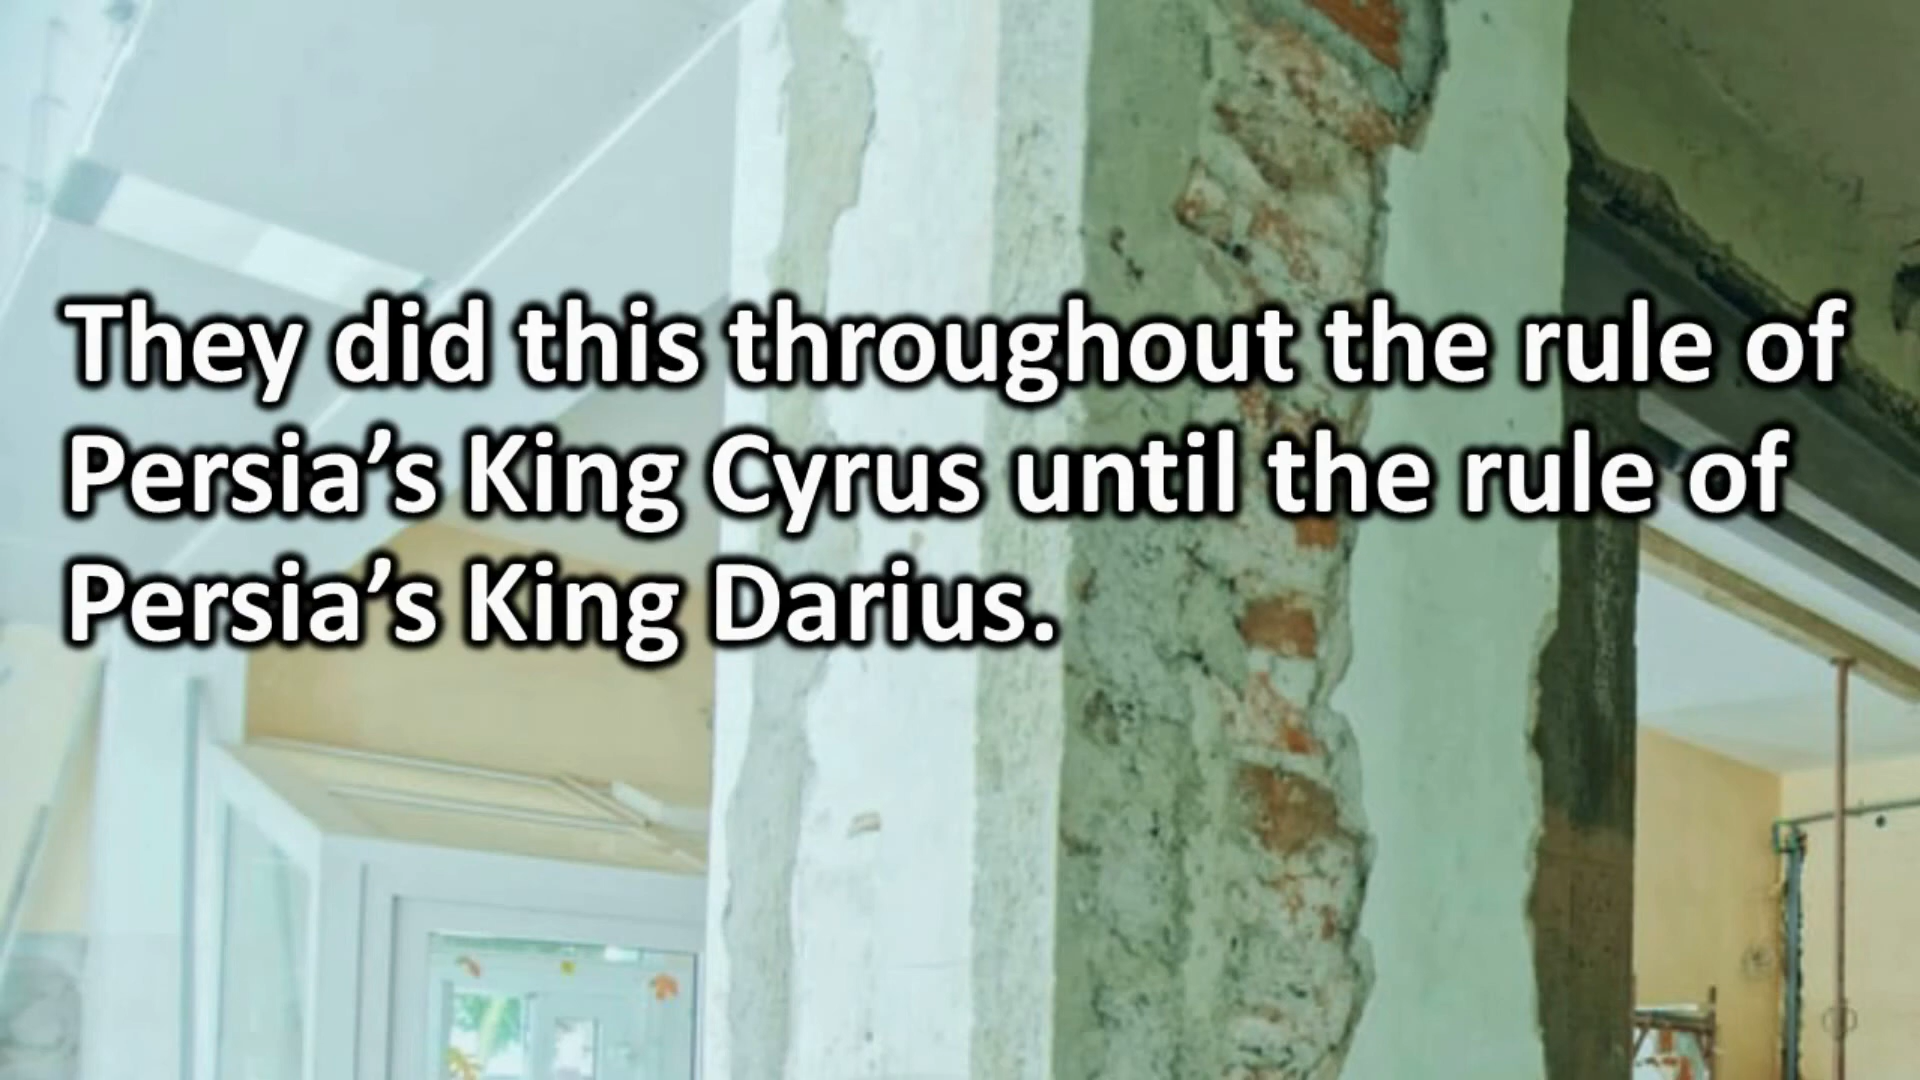 They did this throughout the rule of
Persia’s King Cyrus until the rule of
Persia’s King Darius.